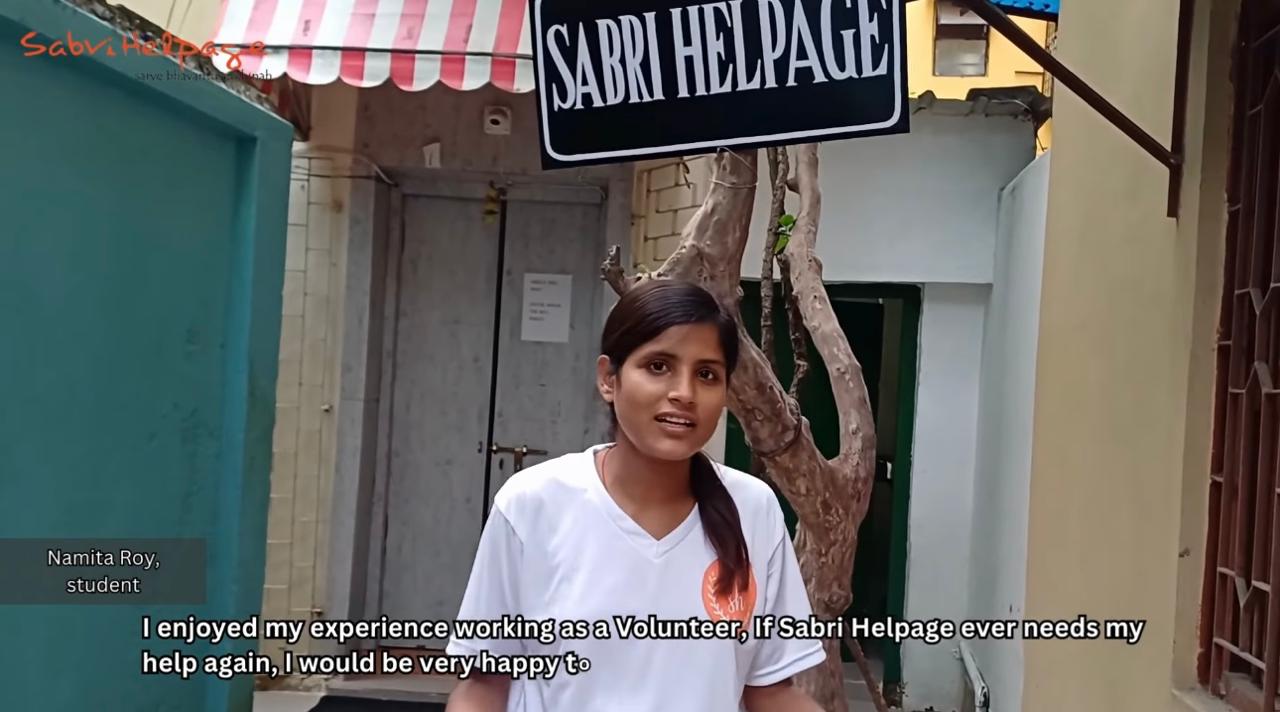 SabriHelpage
SABRI HELPAGE
sh
Namita Roy,
student
I enjoyed my experience working as a Volunteer, If Sabri Helpage ever needs my
help again, I would be very happy to